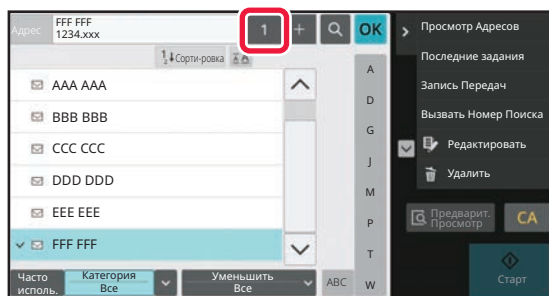 Адрес
FFF FFF
1234.xxx
1
+
OK
Просмотр Адресов
Последние задания
Запись Передач
Вызвать Номер Поиска
Редактировать
Удалить
Сорти-ровка
AAA AAA
BBB BBB
CCC CCC
DDD DDD
EEE EEE
FFF FFF
A
D
G
J
M
P
T
W
Предварит.
Просмотр
CA
Старт
Часто
исполь.
Категория
Все
Уменьшить
Все
ABC